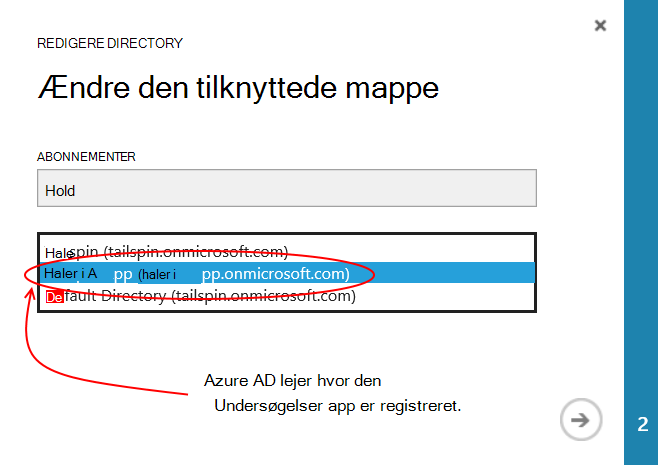 REDIGERE DIRECTORY
Ændre den tilknyttede mappe
ABONNEMENTER
Hold
Halespin (tailspin.onmicrosoft.com)
Haler i A pp (haler i pp.onmicrosoft.com)
Default Directory (tailspin.onmicrosoft.com)
Azure AD lejer hvor den
Undersøgelser app er registreret.
2